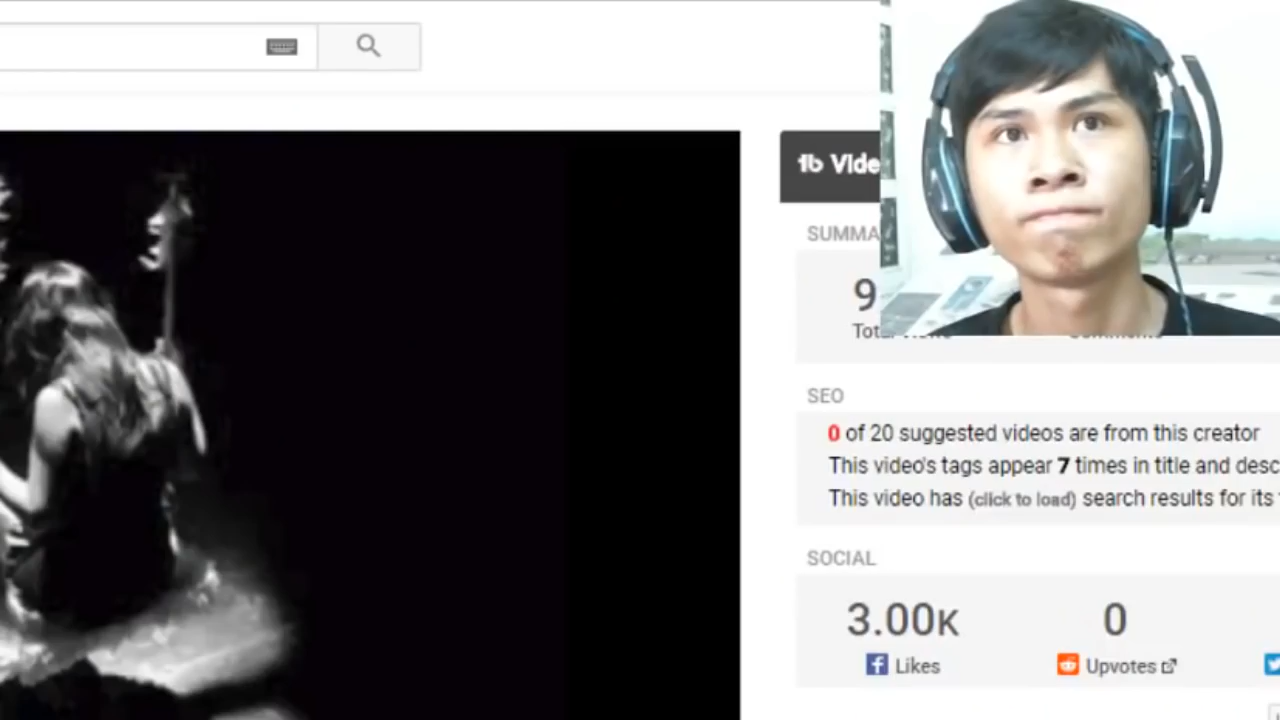 Vide
SUMMA
9
SEO
0 of 20 suggested videos are from this creator
This video's tags appear 7 times in title and desc
This video has (click to load) search results for its
SOCIAL
3.00K 0
Likes Upvotes